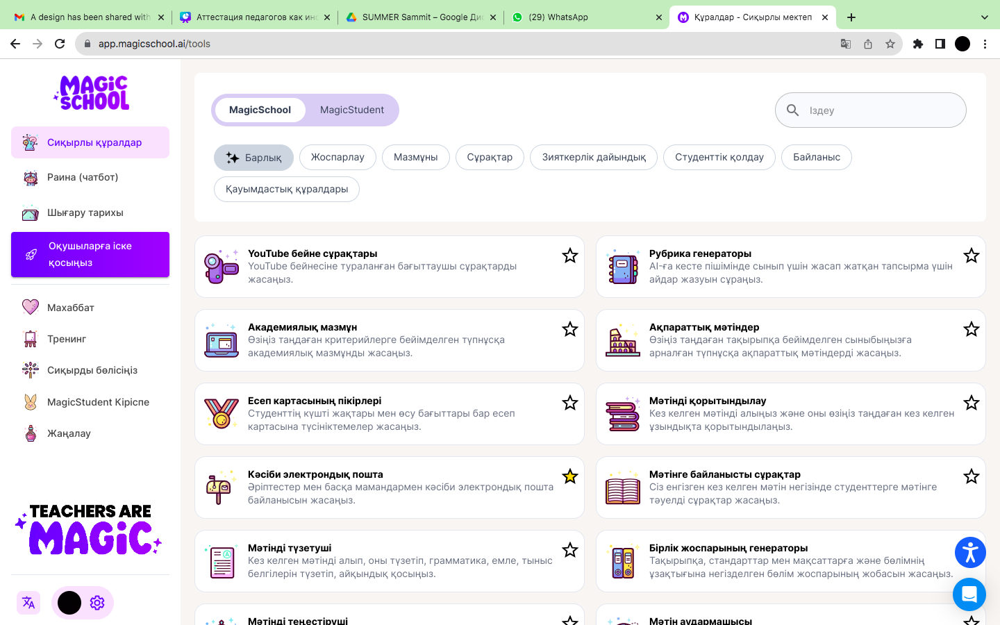 A design has been shared with
Аттестация педагогов как инс
SUMMER Sammit – Google Дис
(29) WhatsApp
Құралдар - Сиқырлы мектеп
app.magicschool.ai/tools
MAGIC
SCHOOL
Сиқырлы құралдар
Раина (чатбот)
Шығару тарихы
Оқушыларға іске
қосыңыз
Махаббат
Тренинг
Сиқырды бөлісіңіз
MagicStudent Кіріспе
Жаңалау
TEACHERS ARE
MAGIC
MagicSchool
MagicStudent
Іздеу
Барлық
Жоспарлау
Мазмұны
Сұрақтар
Зияткерлік дайындық
Студенттік қолдау
Байланыс
Қауымдастық құралдары
YouTube бейне сұрақтары
YouTube бейнесіне тураланған бағыттаушы сұрақтарды
жасаңыз.
Рубрика генераторы
AI-ға кесте пішімінде сынып үшін жасап жатқан тапсырма үшін
айдар жазуын сұраңыз.
Академиялық мазмұн
Өзіңіз таңдаған критерийлерге бейімделген түпнұсқа
академиялық мазмұнды жасаңыз.
Ақпараттық мәтіндер
Өзіңіз таңдаған тақырыпқа бейімделген сыныбыңызға
арналған түпнұсқа ақпараттық мәтіндерді жасаңыз.
Есеп картасының пікірлері
Студенттің күшті жақтары мен өсу бағыттары бар есеп
картасына түсініктемелер жасаңыз.
Мәтінді қорытындылау
Кез келген мәтінді алыңыз және оны өзіңіз таңдаған кез келген
ұзындықта қорытындылаңыз.
Кәсіби электрондық пошта
Әріптестер мен басқа мамандармен кәсіби электрондық пошта
байланысын жасаңыз.
Мәтінге байланысты сұрақтар
Сіз енгізген кез келген мәтін негізінде студенттерге мәтінге
тәуелді сұрақтар жасаңыз.
Мәтінді түзетуші
Кез келген мәтінді алып, оны түзетіп, грамматика, емле, тыныс
белгілерін түзетіп, айқындық қосыңыз.
Бірлік жоспарының генераторы
Тақырыпқа, стандарттар мен мақсаттарға және бөлімнің
ұзақтығына негізделген бөлім жоспарының жобасын жасаңыз.
Мәтінді теңестіруші
Мәтін аудармашысы